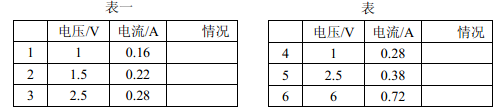 表一
电压/V 电流/A 情况
1 1 0.16
2 1.5 0.22
3 2.5 0.28
表
电压/V 电流/A 情况
4 1 0.28
5 2.5 0.38
6 6 0.72